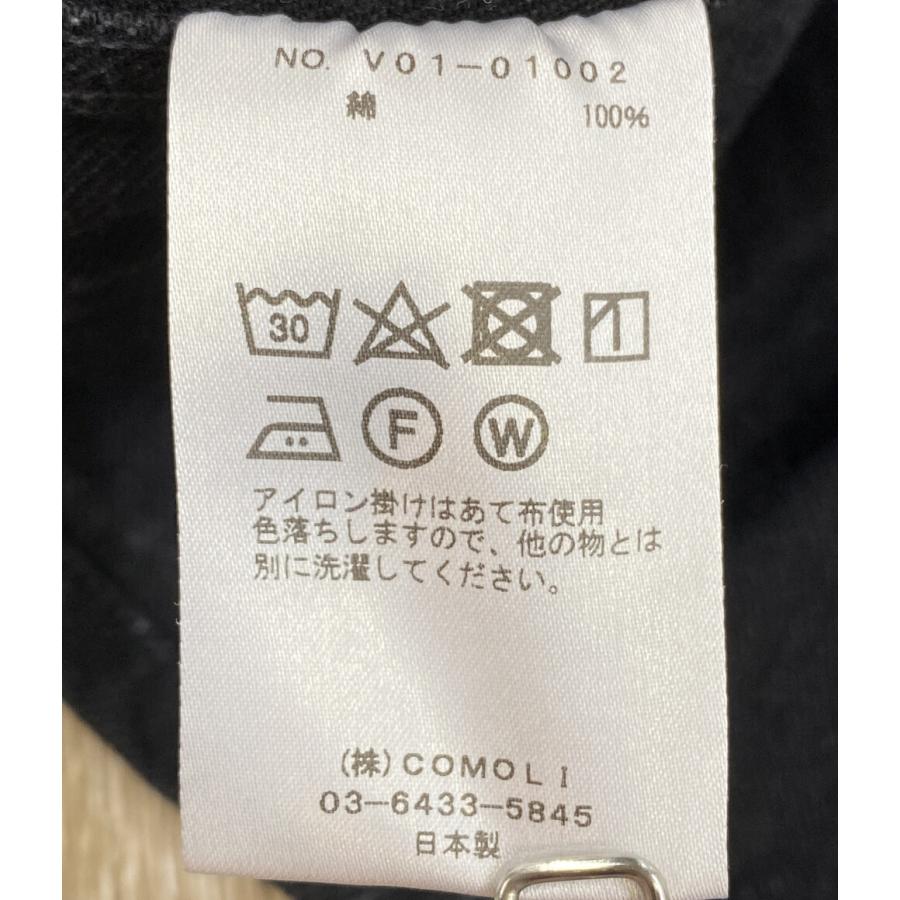 NO. V01-01002
綿 100%
30
F W
アイロン掛けはあて布使用
色落ちしますので、他の物とは
別に洗濯してください。
(株)COMOLI
03-6433-5845
日本製